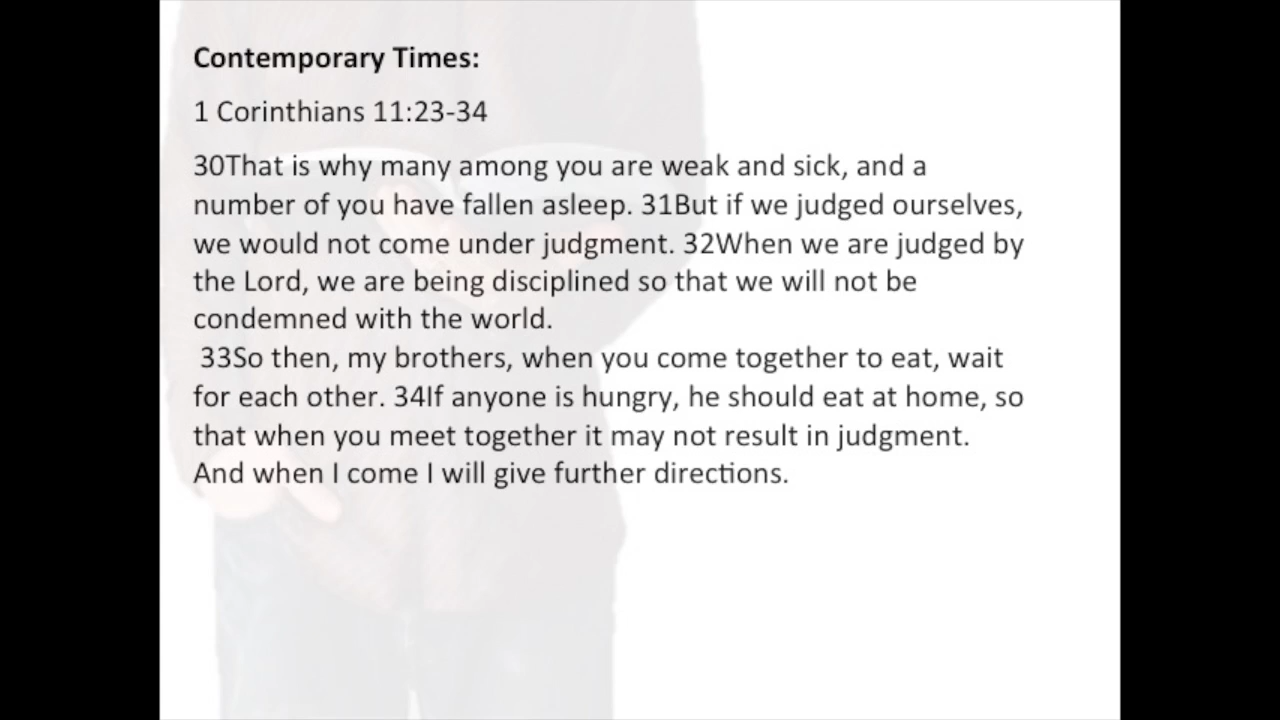 Contemporary Times:
1 Corinthians 11:23-34
30That is why many among you are weak and sick, and a
number of you have fallen asleep. 31But if we judged ourselves,
we would not come under judgment. 32When we are judged by
the Lord, we are being disciplined so that we will not be
condemned with the world.
33So then, my brothers, when you come together to eat, wait
for each other. 34If anyone is hungry, he should eat at home, so
that when you meet together it may not result in judgment.
And when I come I will give further directions.